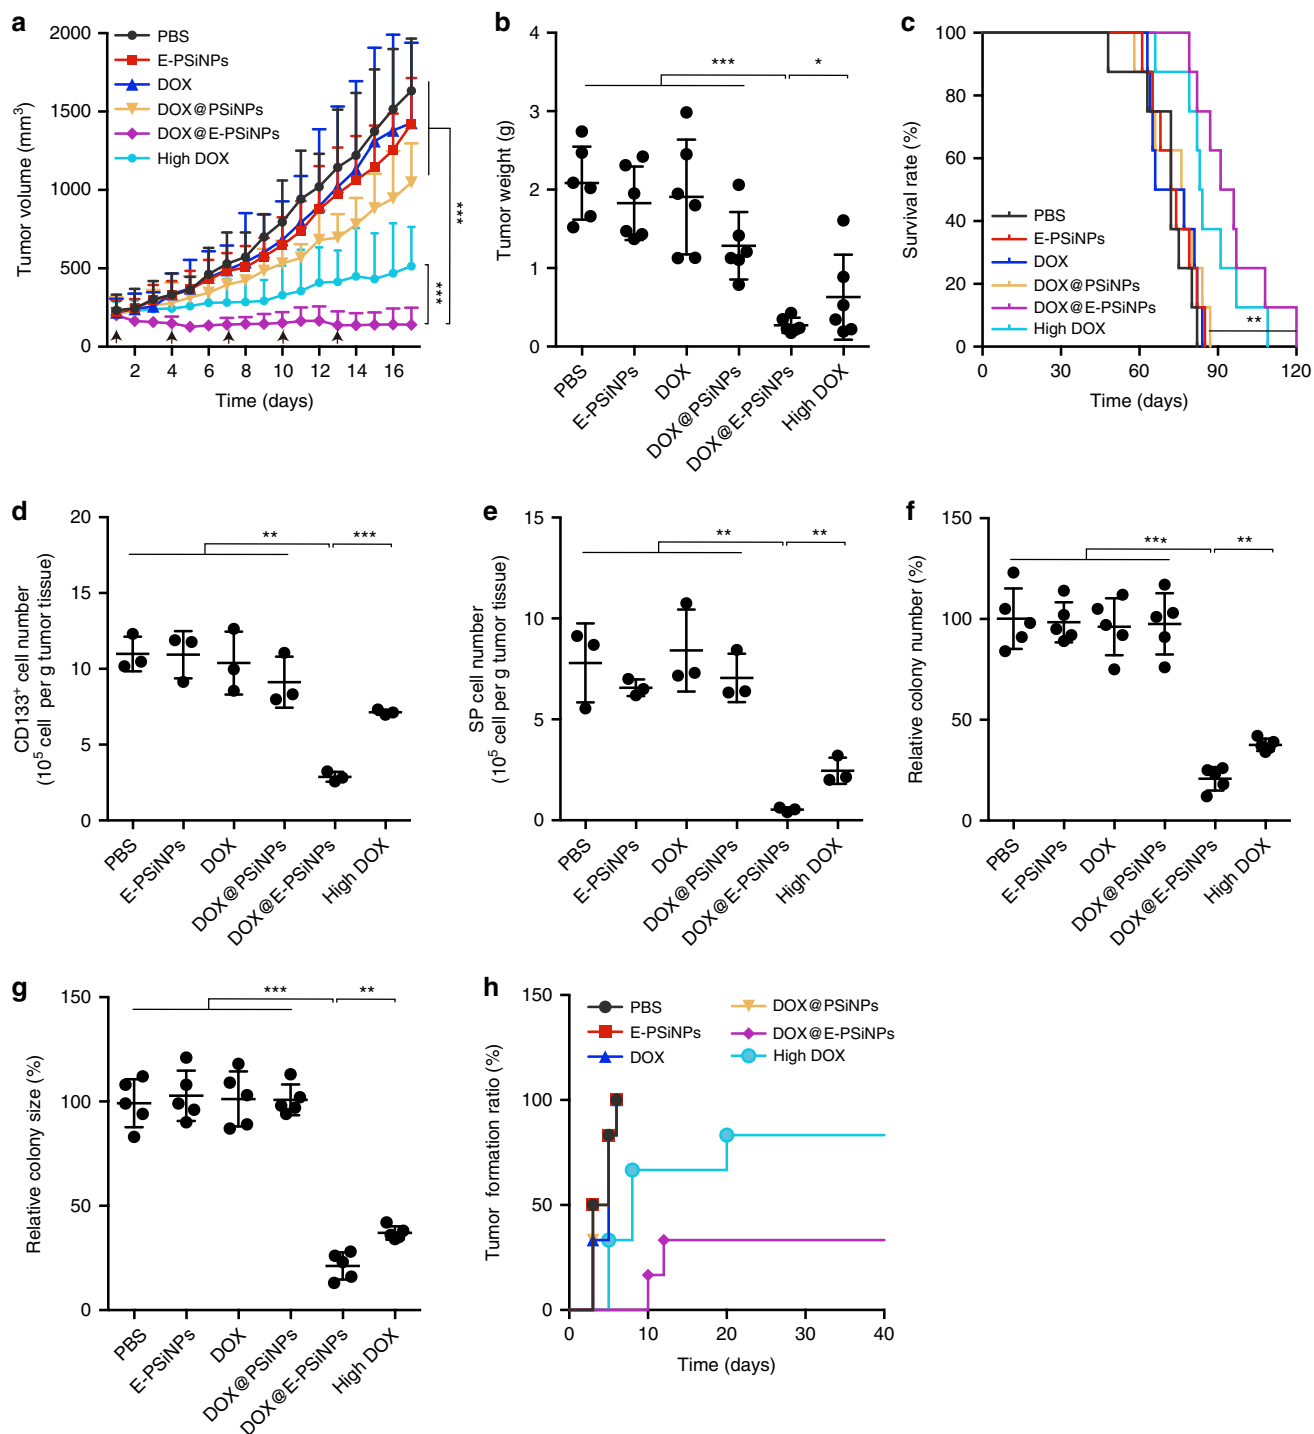 a
2000
1500
1000
500
0
Tumor volume (mm³)
PBS
E-PSiNPs
DOX
DOX@PSiNPs
DOX@E-PSiNPs
High DOX
***
***
2 4 6 8 10 12 14 16
Time (days)
b
4
3
2
1
0
Tumor weight (g)
*** *
PBS
E-PSiNPs
DOX
DOX@PSiNPs
DOX@E-PSiNPs
High DOX
c
100
80
60
40
20
0
Survival rate (%)
PBS
E-PSiNPs
DOX
DOX@PSiNPs
DOX@E-PSiNPs
High DOX
**
0 30 60 90 120
Time (days)
d
20
15
10
5
0
CD133⁺ cell number
(10⁵ cell per g tumor tissue)
** ***
PBS
E-PSiNPs
DOX
DOX@PSiNPs
DOX@E-PSiNPs
High DOX
e
15
10
5
0
SP cell number
(10⁵ cell per g tumor tissue)
** **
PBS
E-PSiNPs
DOX
DOX@PSiNPs
DOX@E-PSiNPs
High DOX
f
150
100
50
0
Relative colony number (%)
*** **
PBS
E-PSiNPs
DOX
DOX@PSiNPs
DOX@E-PSiNPs
High DOX
g
150
100
50
0
Relative colony size (%)
*** **
PBS
E-PSiNPs
DOX
DOX@PSiNPs
DOX@E-PSiNPs
High DOX
h
150
100
50
0
Tumor formation ratio (%)
PBS
E-PSiNPs
DOX
DOX@PSiNPs
DOX@E-PSiNPs
High DOX
0 10 20 30 40
Time (days)